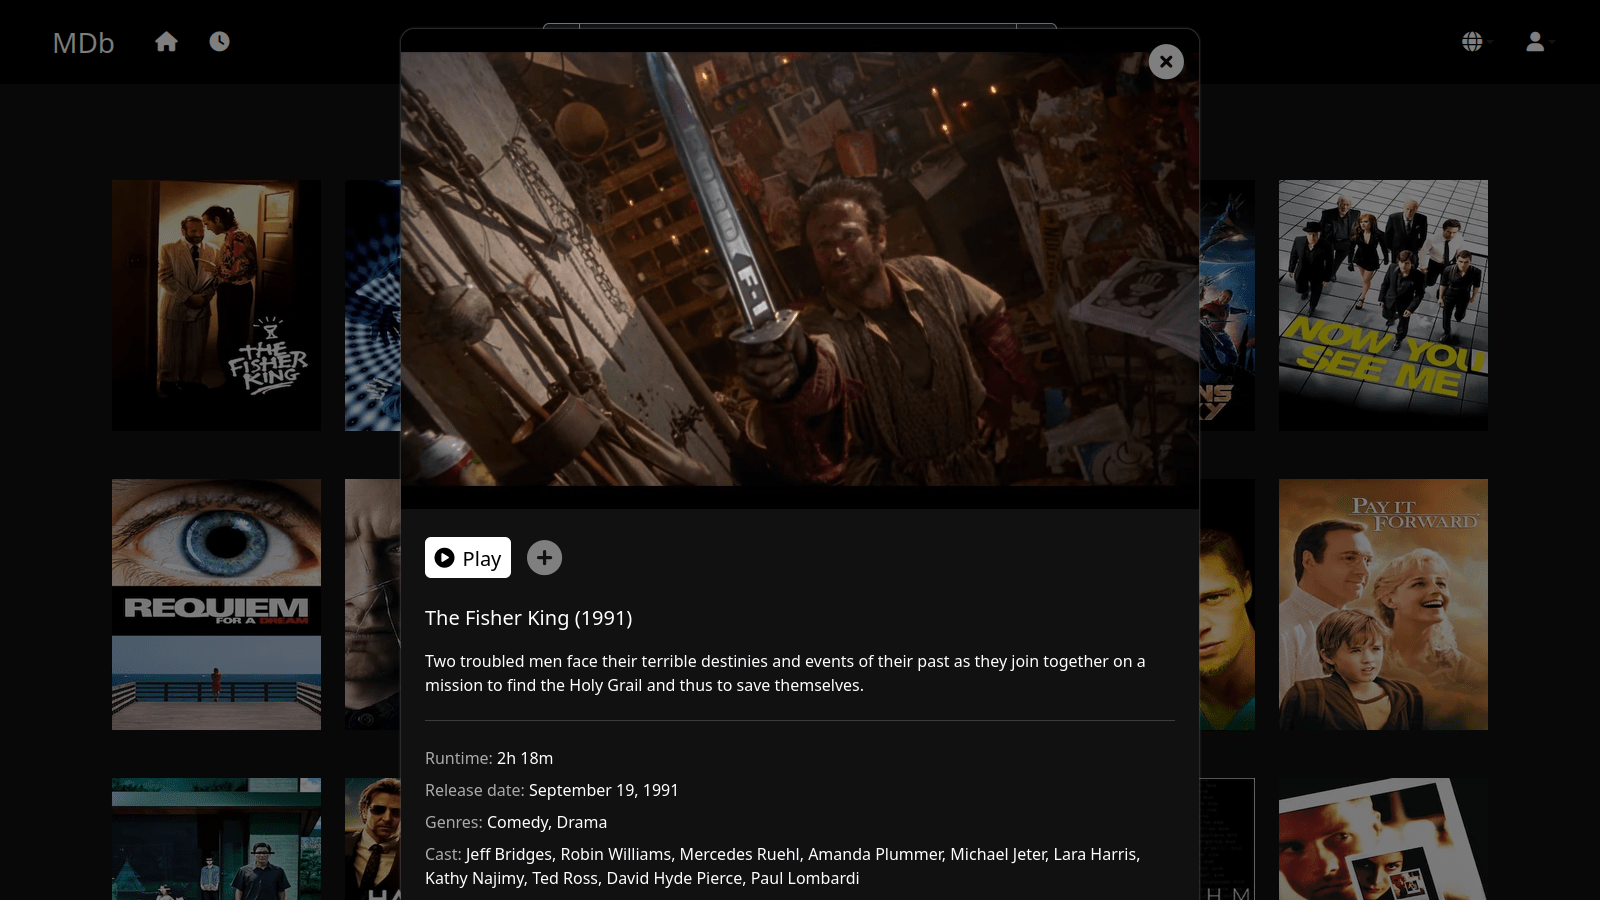 MDb
Play
The Fisher King (1991)
Two troubled men face their terrible destinies and events of their past as they join together on a
mission to find the Holy Grail and thus to save themselves.
Runtime: 2h 18m
Release date: September 19, 1991
Genres: Comedy, Drama
Cast: Jeff Bridges, Robin Williams, Mercedes Ruehl, Amanda Plummer, Michael Jeter, Lara Harris,
Kathy Najimy, Ted Ross, David Hyde Pierce, Paul Lombardi
THE
FISHER
KING
NOW YOU
SEE ME
REQUIEM
FOR A DREAM
PAY IT
FORWARD